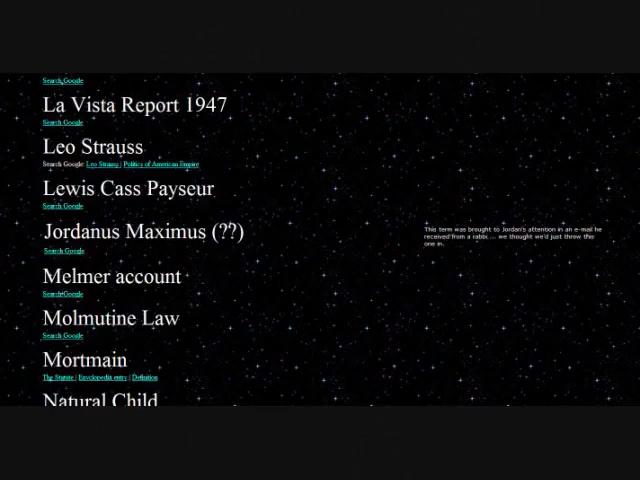 Search Google
La Vista Report 1947
Search Google
Leo Strauss
Search Google: Leo Strauss | Politics of American Empire
Lewis Cass Payseur
Search Google
Jordanus Maximus (??)
Search Google
This term was brought to Jordan's attention in an e-mail he
received from a rabbi ... we thought we'd just throw this
one in.
Melmer account
Search Google
Molmutine Law
Search Google
Mortmain
The Statute | Encyclopedia entry | Definition
Natural Child